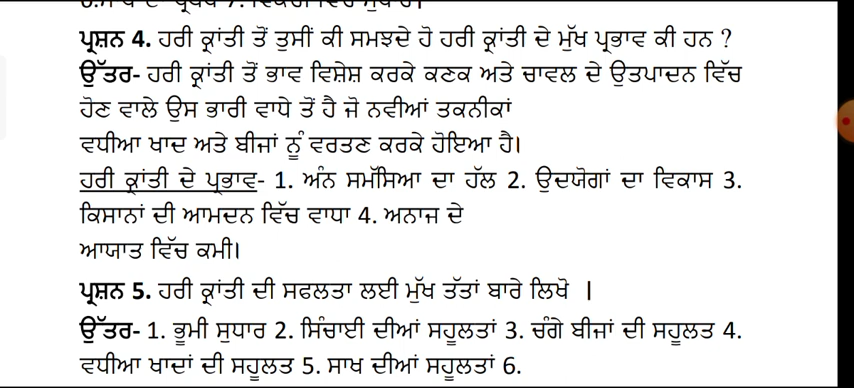 ਪ੍ਰਸ਼ਨ 4. ਹਰੀ ਕ੍ਰਾਂਤੀ ਤੋਂ ਤੁਸੀਂ ਕੀ ਸਮਝਦੇ ਹੋ ਹਰੀ ਕ੍ਰਾਂਤੀ ਦੇ ਮੁੱਖ ਪ੍ਰਭਾਵ ਕੀ ਹਨ ?
ਉੱਤਰ- ਹਰੀ ਕ੍ਰਾਂਤੀ ਤੋਂ ਭਾਵ ਵਿਸ਼ੇਸ਼ ਕਰਕੇ ਕਣਕ ਅਤੇ ਚਾਵਲ ਦੇ ਉਤਪਾਦਨ ਵਿੱਚ
ਹੋਣ ਵਾਲੇ ਉਸ ਭਾਰੀ ਵਾਧੇ ਤੋਂ ਹੈ ਜੋ ਨਵੀਆਂ ਤਕਨੀਕਾਂ
ਵਧੀਆ ਖਾਦ ਅਤੇ ਬੀਜਾਂ ਨੂੰ ਵਰਤਣ ਕਰਕੇ ਹੋਇਆ ਹੈ।
ਹਰੀ ਕ੍ਰਾਂਤੀ ਦੇ ਪ੍ਰਭਾਵ- 1. ਅੰਨ ਸਮੱਸਿਆ ਦਾ ਹੱਲ 2. ਉਦਯੋਗਾਂ ਦਾ ਵਿਕਾਸ 3.
ਕਿਸਾਨਾਂ ਦੀ ਆਮਦਨ ਵਿੱਚ ਵਾਧਾ 4. ਅਨਾਜ ਦੇ
ਆਯਾਤ ਵਿੱਚ ਕਮੀ।
ਪ੍ਰਸ਼ਨ 5. ਹਰੀ ਕ੍ਰਾਂਤੀ ਦੀ ਸਫਲਤਾ ਲਈ ਮੁੱਖ ਤੱਤਾਂ ਬਾਰੇ ਲਿਖੋ |
ਉੱਤਰ- 1. ਭੂਮੀ ਸੁਧਾਰ 2. ਸਿੰਚਾਈ ਦੀਆਂ ਸਹੂਲਤਾਂ 3. ਚੰਗੇ ਬੀਜਾਂ ਦੀ ਸਹੂਲਤ 4.
ਵਧੀਆ ਖਾਦਾਂ ਦੀ ਸਹੂਲਤ 5. ਸਾਖ ਦੀਆਂ ਸਹੂਲਤਾਂ 6.